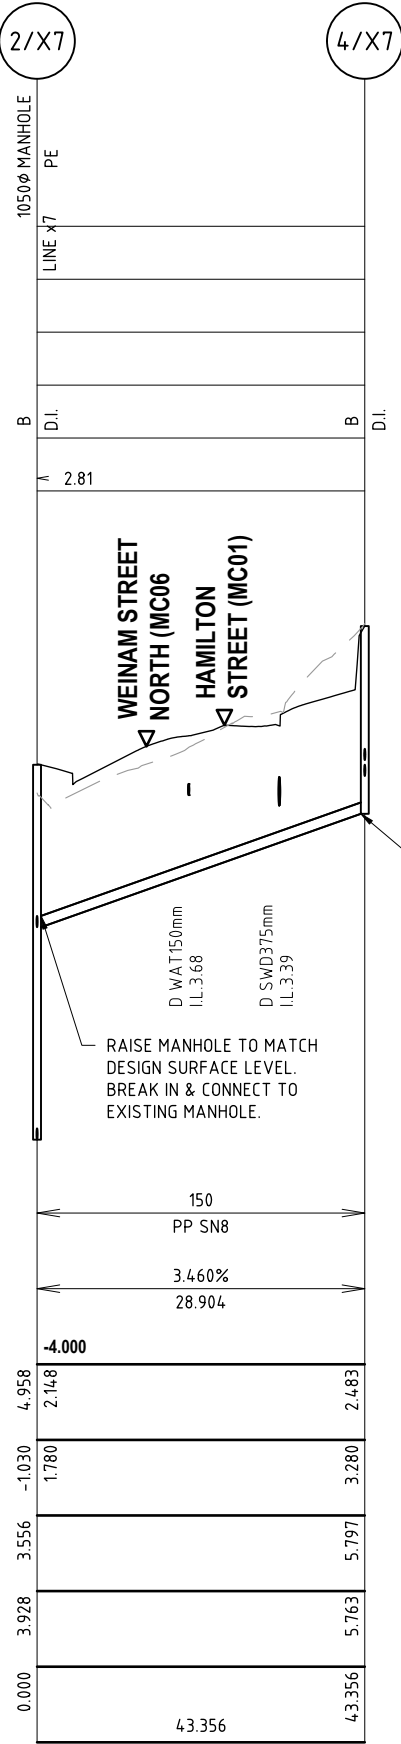 2/X7
4/X7
1050ϕ MANHOLE
PE
LINE x7
B
D.I.
B
D.I.
2.81
WEINAM STREET
NORTH (MC06
HAMILTON
STREET (MC01)
D WAT150mm
I.L.3.68
D SWD375mm
I.L.3.39
RAISE MANHOLE TO MATCH
DESIGN SURFACE LEVEL.
BREAK IN & CONNECT TO
EXISTING MANHOLE.
150
PP SN8
3.460%
28.904
-4.000
4.958
2.148
2.483
-1.030
1.780
3.280
3.556
5.797
3.928
5.763
0.000
43.356
43.356